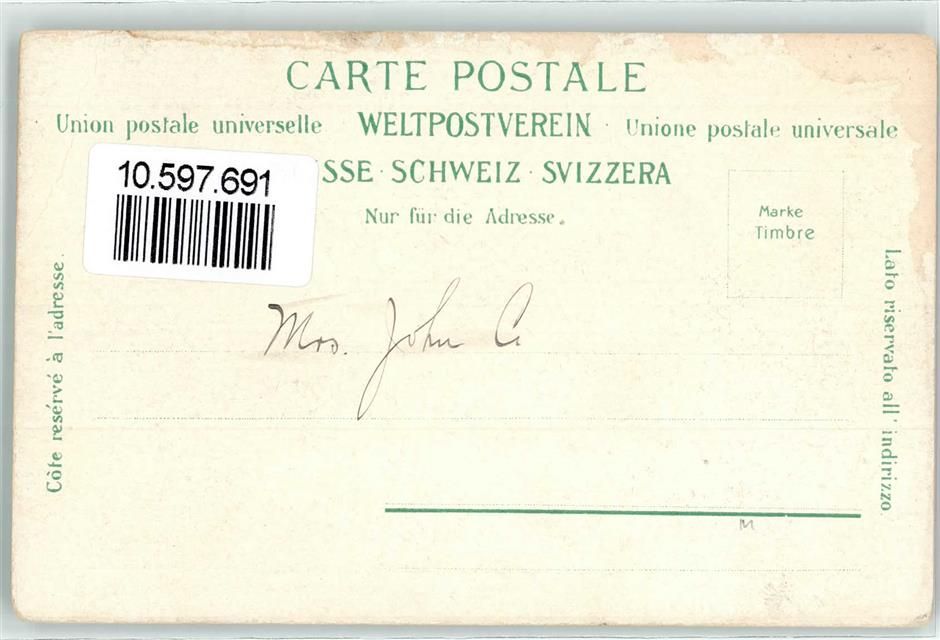 CARTE POSTALE
Union postale universelle WELTPOSTVEREIN · Unione postale universale
10.597.691
SSE · SCHWEIZ · SVIZZERA
Nur für die Adresse.
Marke
Timbre
Côte resérvé à l'adresse.
Lato riservato all' indirizzo
Mrs. John C
M